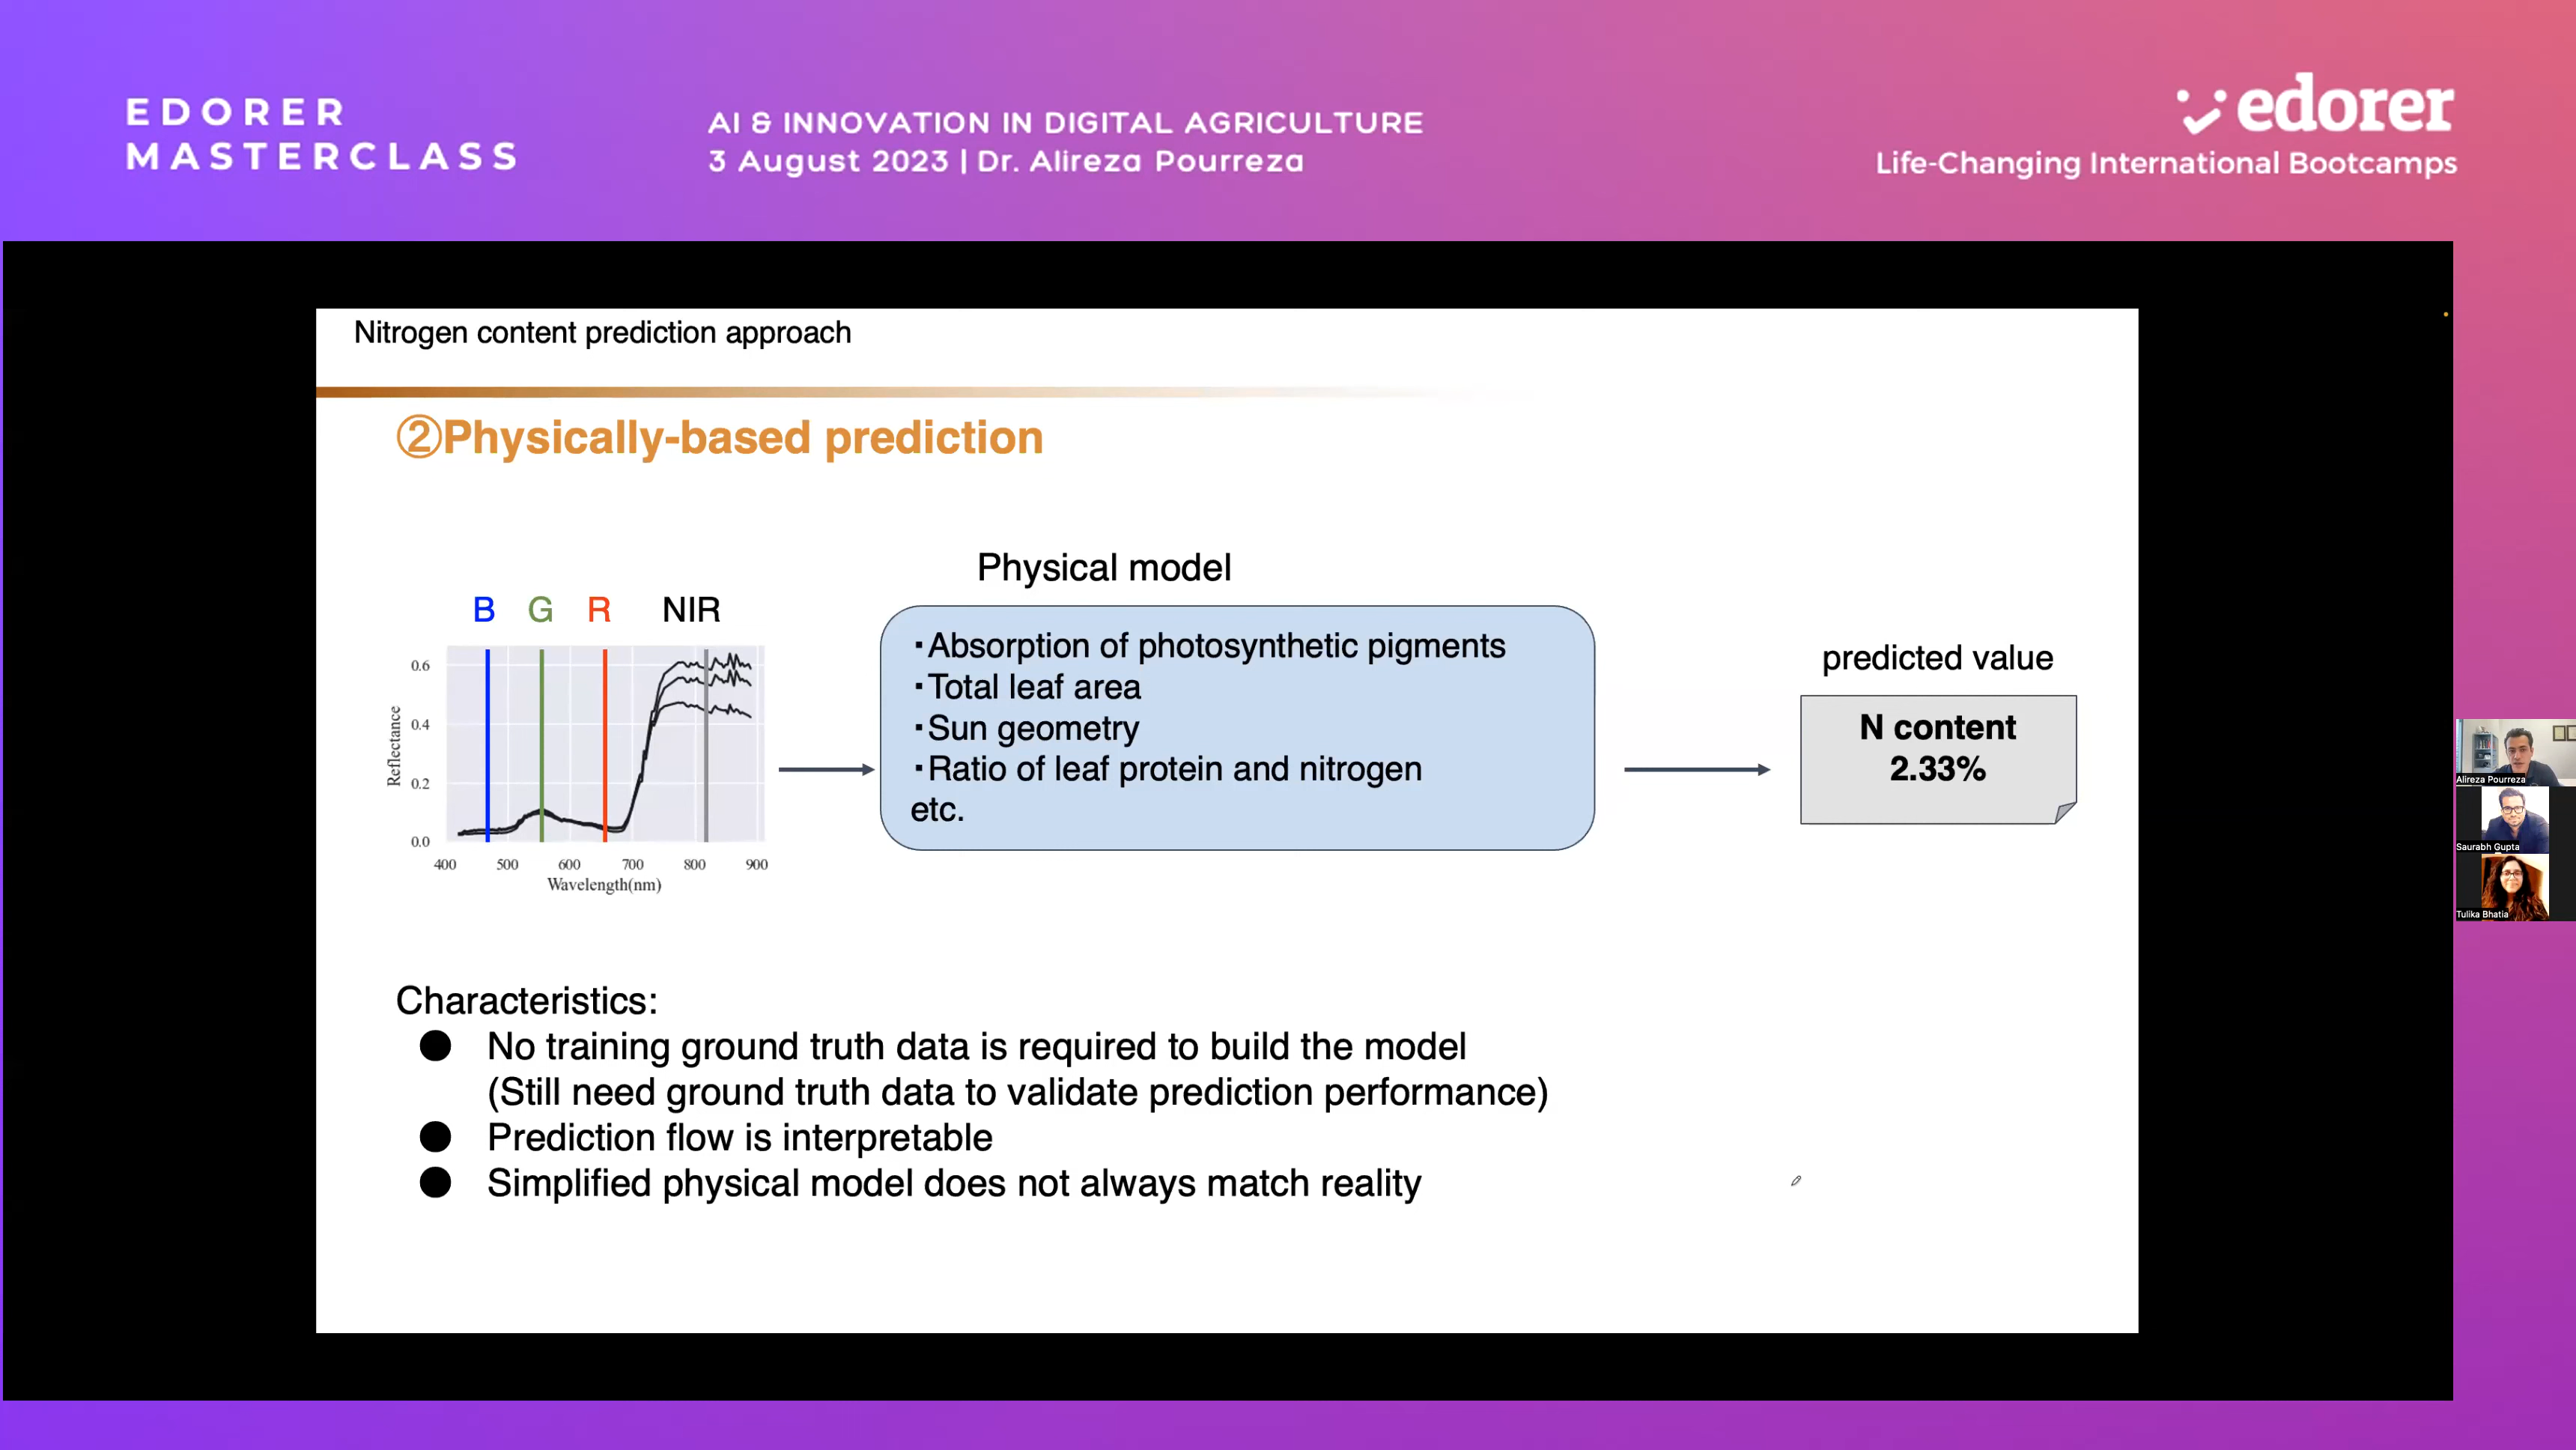 EDORER
MASTERCLASS
AI & INNOVATION IN DIGITAL AGRICULTURE
3 August 2023 | Dr. Alireza Pourreza
edorer
Life-Changing International Bootcamps
Nitrogen content prediction approach
②Physically-based prediction
B G R NIR
0.6
0.4
0.2
0.0
Reflectance
400 500 600 700 800 900
Wavelength(nm)
Physical model
・Absorption of photosynthetic pigments
・Total leaf area
・Sun geometry
・Ratio of leaf protein and nitrogen
etc.
predicted value
N content
2.33%
Characteristics:
● No training ground truth data is required to build the model
(Still need ground truth data to validate prediction performance)
● Prediction flow is interpretable
● Simplified physical model does not always match reality
Alireza Pourreza
Saurabh Gupta
Tulika Bhatia